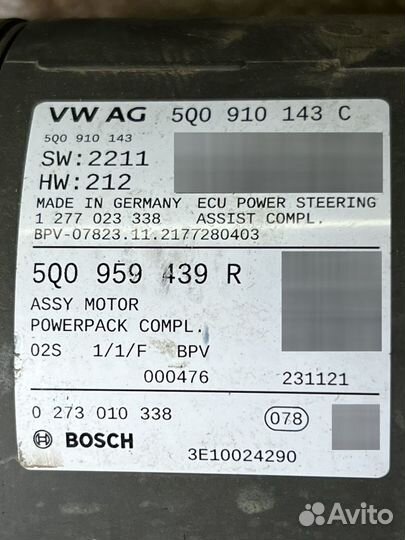 VW AG 5Q0 910 143 C
5Q0 910 143
SW:2211
HW:212
MADE IN GERMANY ECU POWER STEERING
1 277 023 338 ASSIST COMPL.
BPV-07823.11.2177280403
5Q0 959 439 R
ASSY MOTOR
POWERPACK COMPL.
02S 1/1/F BPV
000476 231121
0 273 010 338 078
BOSCH 3E10024290
Avito